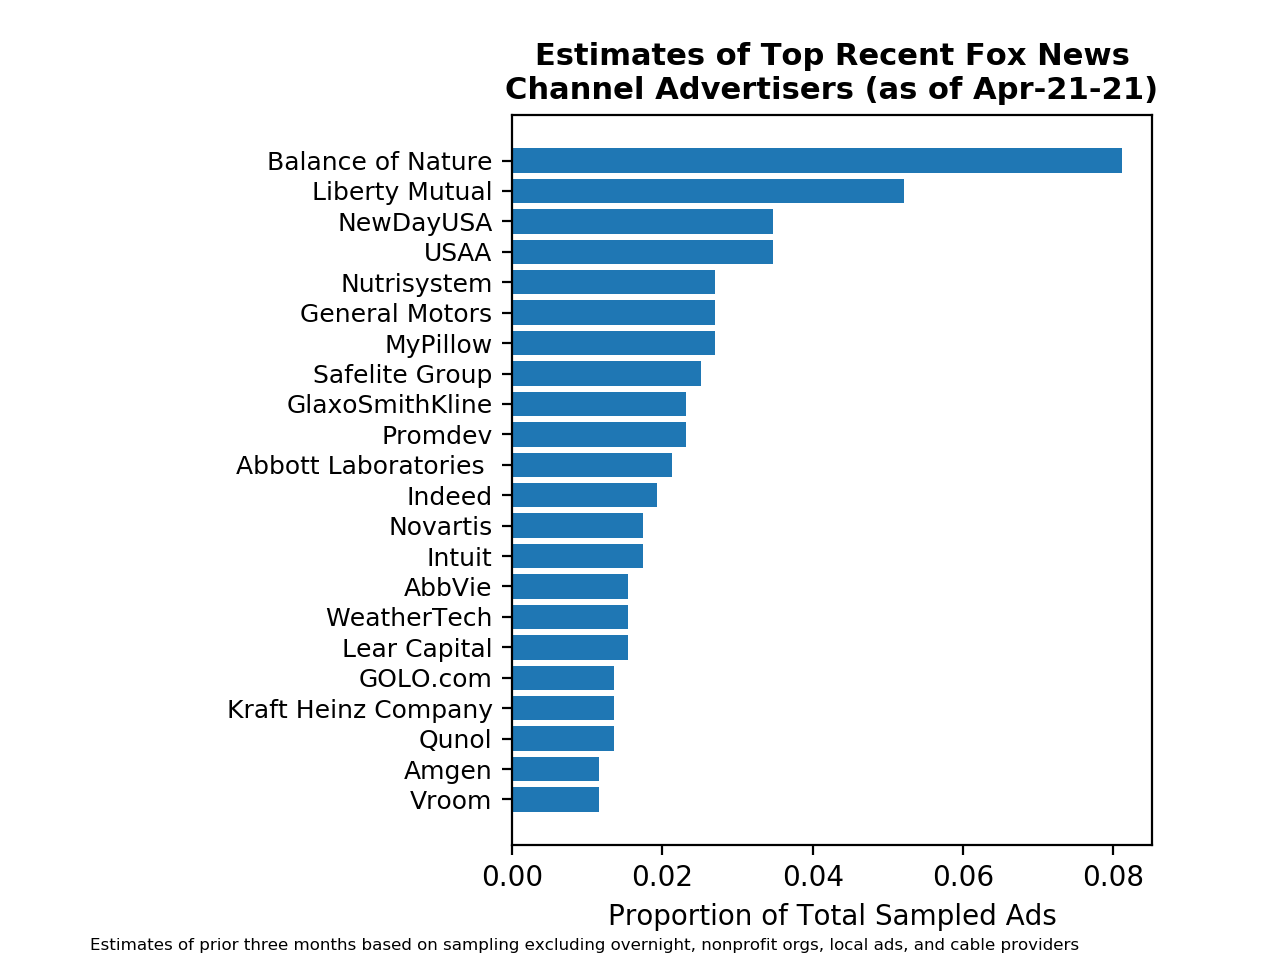 Estimates of Top Recent Fox News
Channel Advertisers (as of Apr-21-21)
Balance of Nature
Liberty Mutual
NewDayUSA
USAA
Nutrisystem
General Motors
MyPillow
Safelite Group
GlaxoSmithKline
Promdev
Abbott Laboratories
Indeed
Novartis
Intuit
AbbVie
WeatherTech
Lear Capital
GOLO.com
Kraft Heinz Company
Qunol
Amgen
Vroom
0.00 0.02 0.04 0.06 0.08
Proportion of Total Sampled Ads
Estimates of prior three months based on sampling excluding overnight, nonprofit orgs, local ads, and cable providers